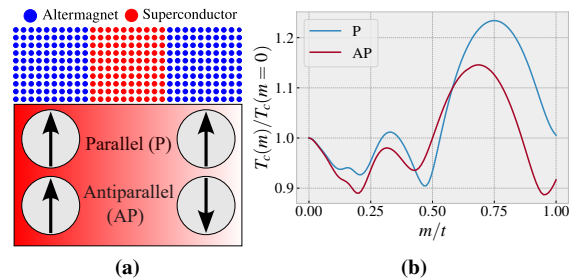 Altermagnet Superconductor
Parallel (P)
Antiparallel
(AP)
(a)
T_c(m)/T_c(m = 0)
1.2
1.1
1.0
0.9
P
AP
0.00 0.25 0.50 0.75 1.00
m/t
(b)